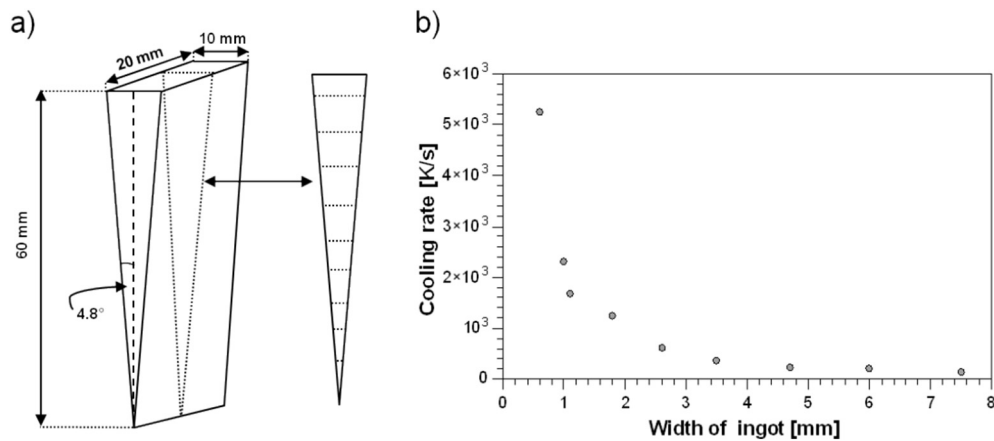 a)
20 mm
10 mm
60 mm
4.8°
b)
Cooling rate [K/s]
6×10³
5×10³
4×10³
3×10³
2×10³
10³
0
0 1 2 3 4 5 6 7 8
Width of ingot [mm]